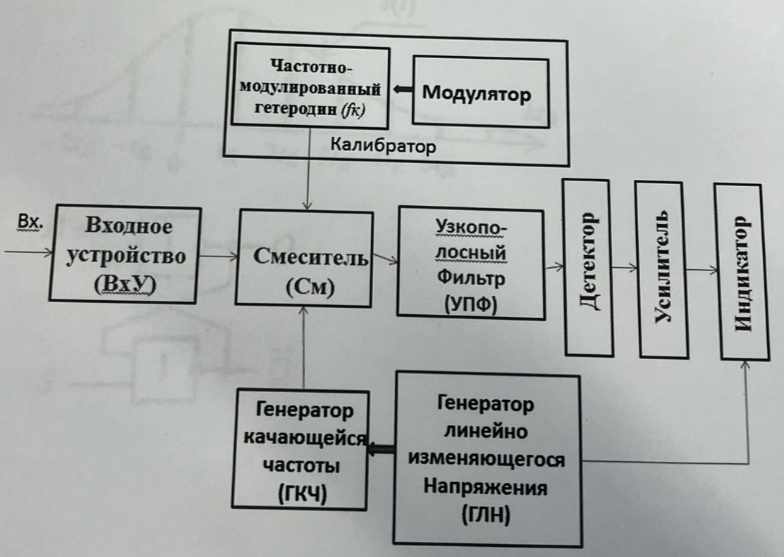 Частотно-
модулированный
гетеродин (fк)
Модулятор
Калибратор
Вх.
Входное
устройство
(ВхУ)
Смеситель
(См)
Узкопо-
лосный
Фильтр
(УПФ)
Детектор
Усилитель
Индикатор
Генератор
качающейся
частоты
(ГКЧ)
Генератор
линейно
изменяющегося
Напряжения
(ГЛН)